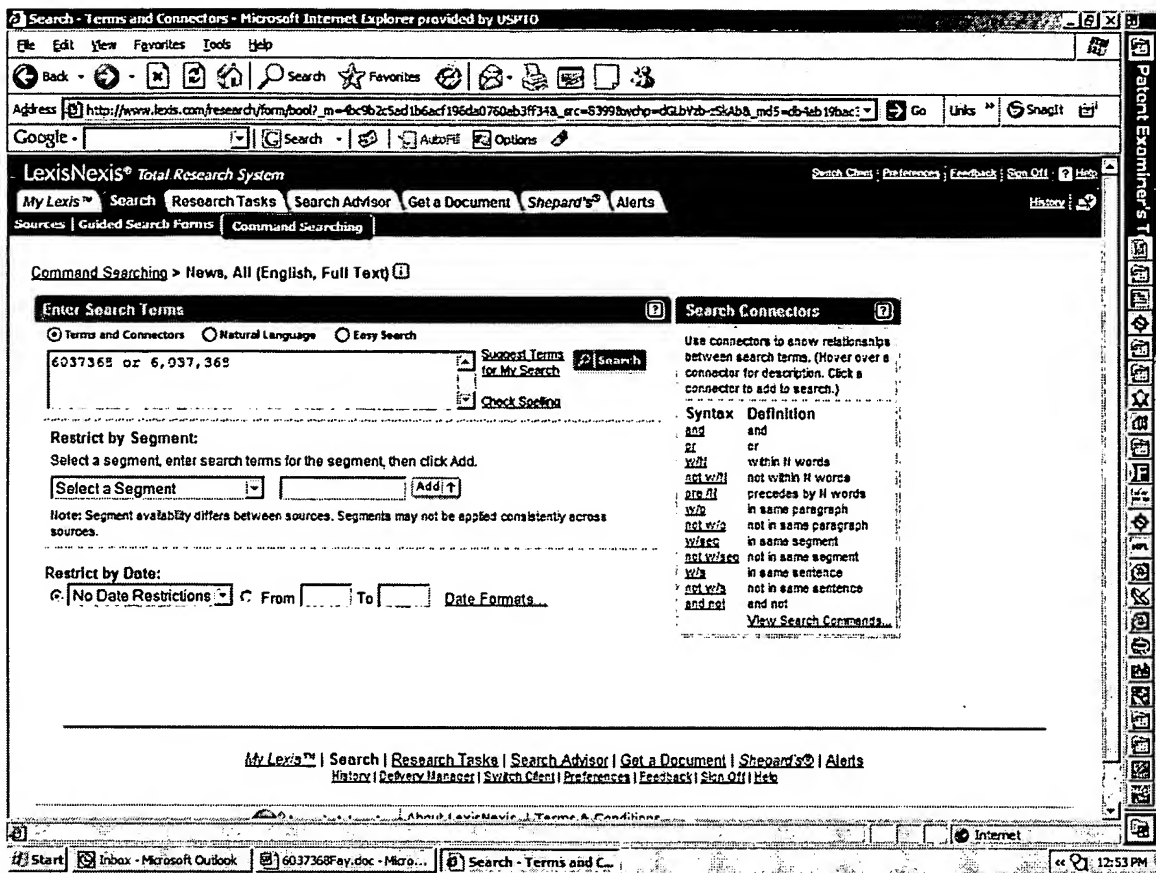 Search - Terms and Connectors - Microsoft Internet Explorer provided by USPTO
File Edit View Favorites Tools Help
Back Search Favorites
Address http://www.lexis.com/research/form/bool?_m= Go Links » SnagIt
Google - Search AutoFill Options
Patent Examiner's T
LexisNexis® Total Research System
Switch Client | Preferences | Feedback | Sign Off | ? Help
My Lexis™ Search Research Tasks Search Advisor Get a Document Shepard's® Alerts
History
Sources | Guided Search Forms | Command Searching
Command Searching > News, All (English, Full Text)
Enter Search Terms ?
Terms and Connectors Natural Language Easy Search
6037368 or 6,037,368
Suggest Terms for My Search
Search
Check Spelling
Restrict by Segment:
Select a segment, enter search terms for the segment, then click Add.
Select a Segment Add
Note: Segment availability differs between sources. Segments may not be applied consistently across
sources.
Restrict by Date:
No Date Restrictions From To Date Formats...
Search Connectors ?
Use connectors to show relationships
between search terms. (Hover over a
connector for description. Click a
connector to add to search.)
Syntax Definition
and and
or or
w/N within N words
not w/N not within N words
pre/N precedes by N words
w/p in same paragraph
not w/p not in same paragraph
w/seg in same segment
not w/seg not in same segment
w/s in same sentence
not w/s not in same sentence
and not and not
View Search Commands...
My Lexis™ | Search | Research Tasks | Search Advisor | Get a Document | Shepard's® | Alerts
History | Delivery Manager | Switch Client | Preferences | Feedback | Sign Off | Help
About LexisNexis | Terms & Conditions
Internet
Start Inbox - Microsoft Outlook 6037368Fay.doc - Micro... Search - Terms and C... « 12:53 PM